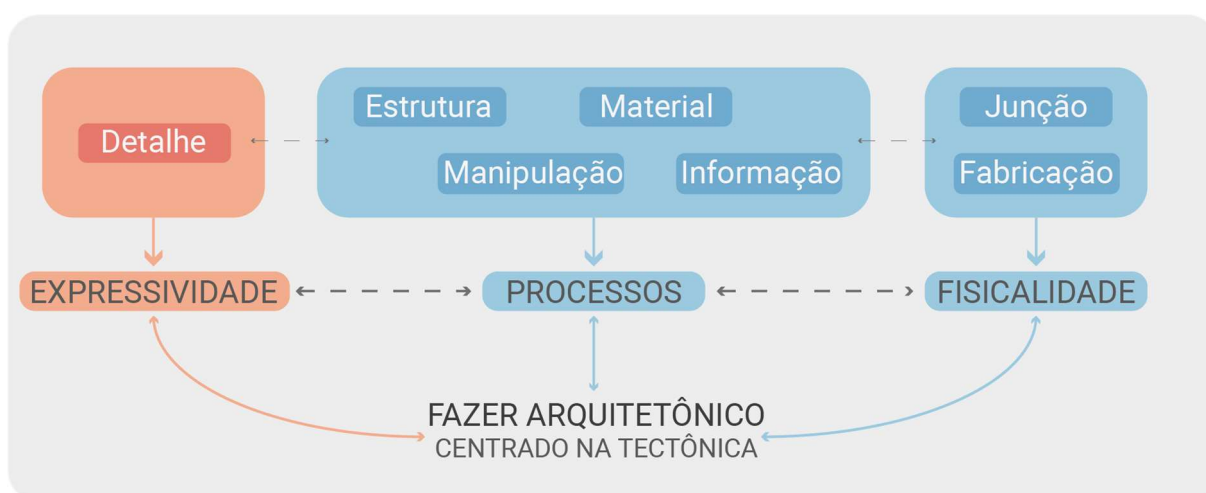 Estrutura
Material
Junção
Detalhe
Manipulação
Informação
Fabricação
EXPRESSIVIDADE
PROCESSOS
FISICALIDADE
FAZER ARQUITETÔNICO
CENTRADO NA TECTÔNICA